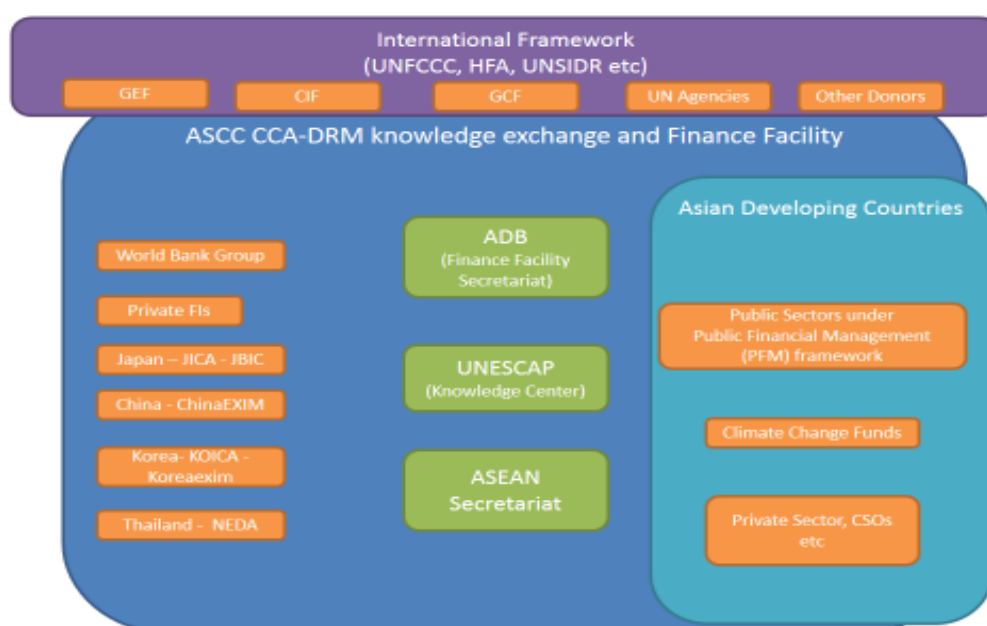 International Framework
(UNFCCC, HFA, UNSIDR etc)
GEF
CIF
GCF
UN Agencies
Other Donors
ASCC CCA-DRM knowledge exchange and Finance Facility
World Bank Group
Private FIs
Japan – JICA - JBIC
China - ChinaEXIM
Korea- KOICA -
Koreaexim
Thailand - NEDA
ADB
(Finance Facility
Secretariat)
UNESCAP
(Knowledge Center)
ASEAN
Secretariat
Asian Developing Countries
Public Sectors under
Public Financial Management
(PFM) framework
Climate Change Funds
Private Sector, CSOs
etc